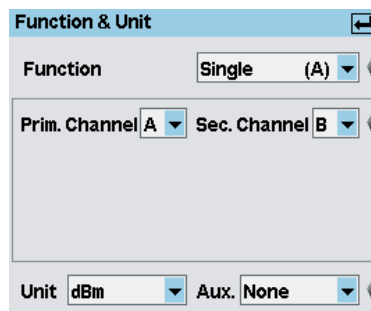 Function & Unit
Function Single (A)
Prim. Channel A Sec. Channel B
Unit dBm Aux. None